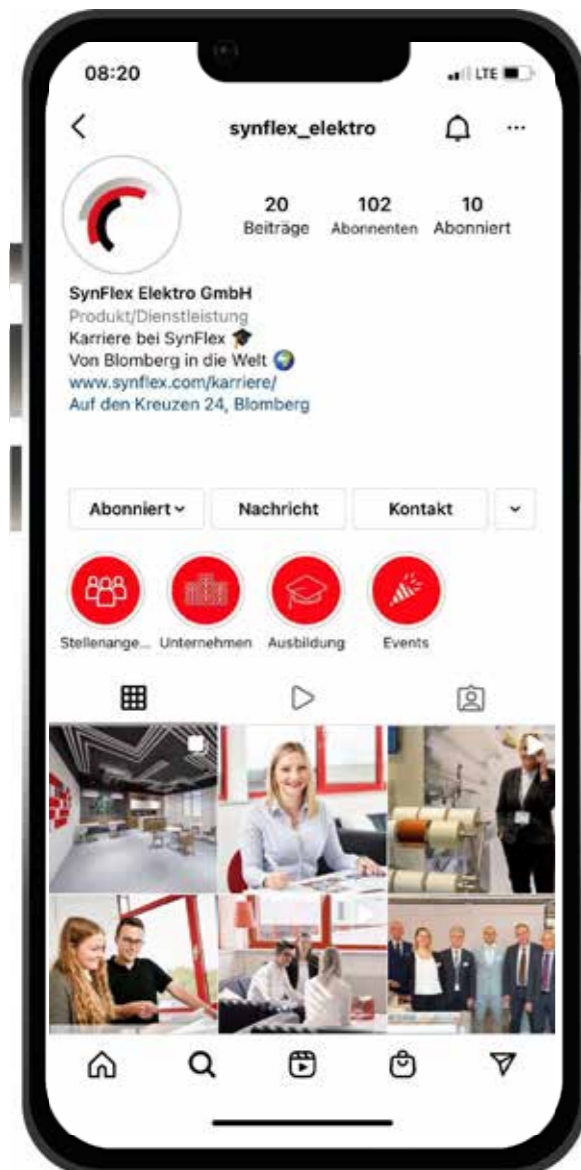 08:20 LTE
synflex_elektro ...
20 102 10
Beiträge Abonnenten Abonniert
SynFlex Elektro GmbH
Produkt/Dienstleistung
Karriere bei SynFlex 🎓
Von Blomberg in die Welt 🌍
www.synflex.com/karriere/
Auf den Kreuzen 24, Blomberg
Abonniert Nachricht Kontakt
Stellenange... Unternehmen Ausbildung Events